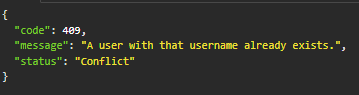 {
"code": 409,
"message": "A user with that username already exists.",
"status": "Conflict"
}